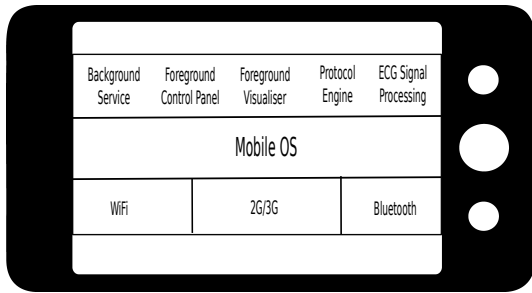 Background Service
Foreground Control Panel
Foreground Visualiser
Protocol Engine
ECG Signal Processing
Mobile OS
WiFi
2G/3G
Bluetooth